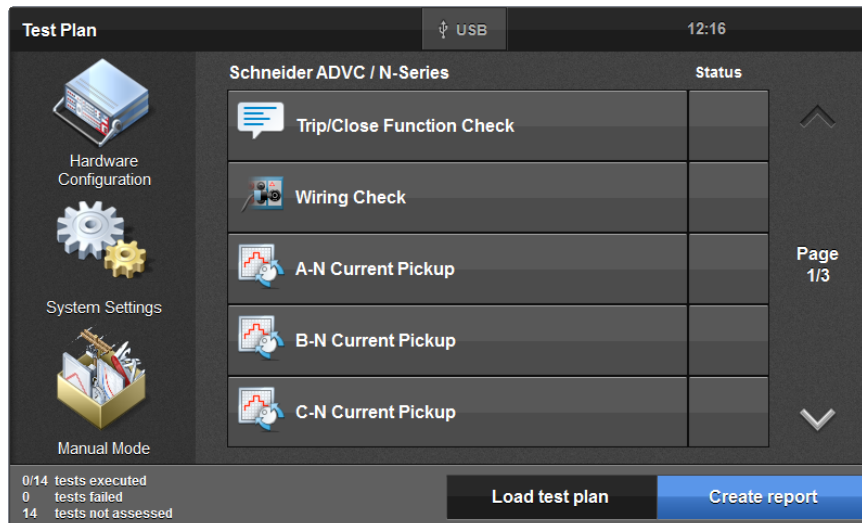 Test Plan
USB
12:16
Hardware
Configuration
System Settings
Manual Mode
Schneider ADVC / N-Series
Status
Trip/Close Function Check
Wiring Check
A-N Current Pickup
B-N Current Pickup
C-N Current Pickup
Page
1/3
0/14 tests executed
0 tests failed
14 tests not assessed
Load test plan
Create report